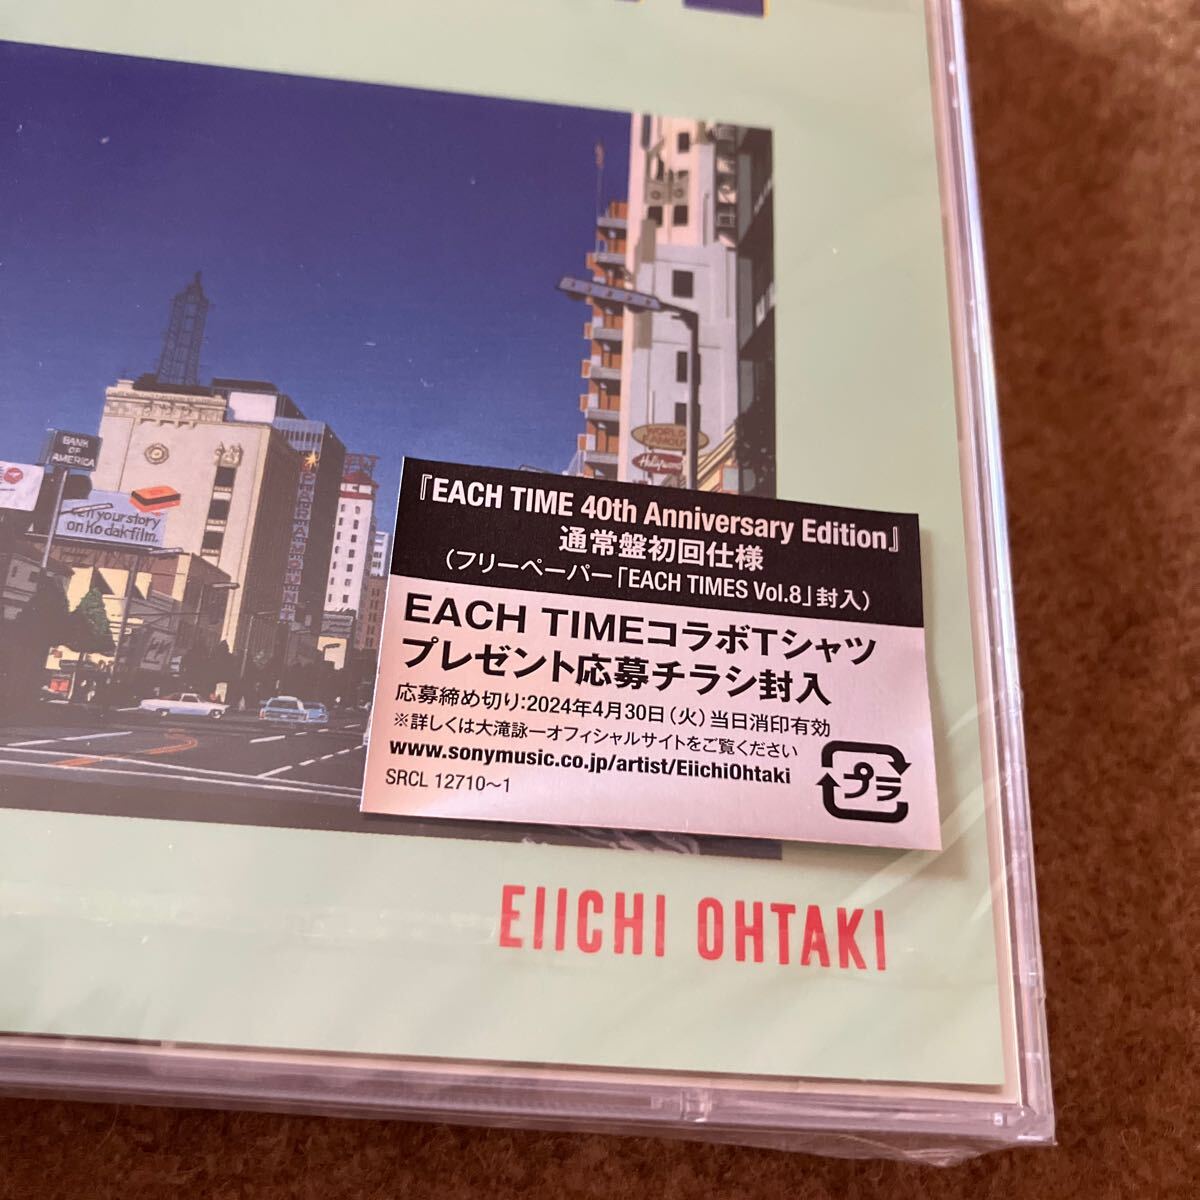 BANK
OF
AMERICA
Tell your story
on Kodak film.
WORLD
FAMOUS
Hollywood
『EACH TIME 40th Anniversary Edition』
通常盤初回仕様
（フリーペーパー「EACH TIMES Vol.8」封入）
EACH TIMEコラボTシャツ
プレゼント応募チラシ封入
応募締め切り:2024年4月30日（火）当日消印有効
※詳しくは大滝詠一オフィシャルサイトをご覧ください
www.sonymusic.co.jp/artist/EiichiOhtaki
SRCL 12710〜1
プラ
EIICHI OHTAKI